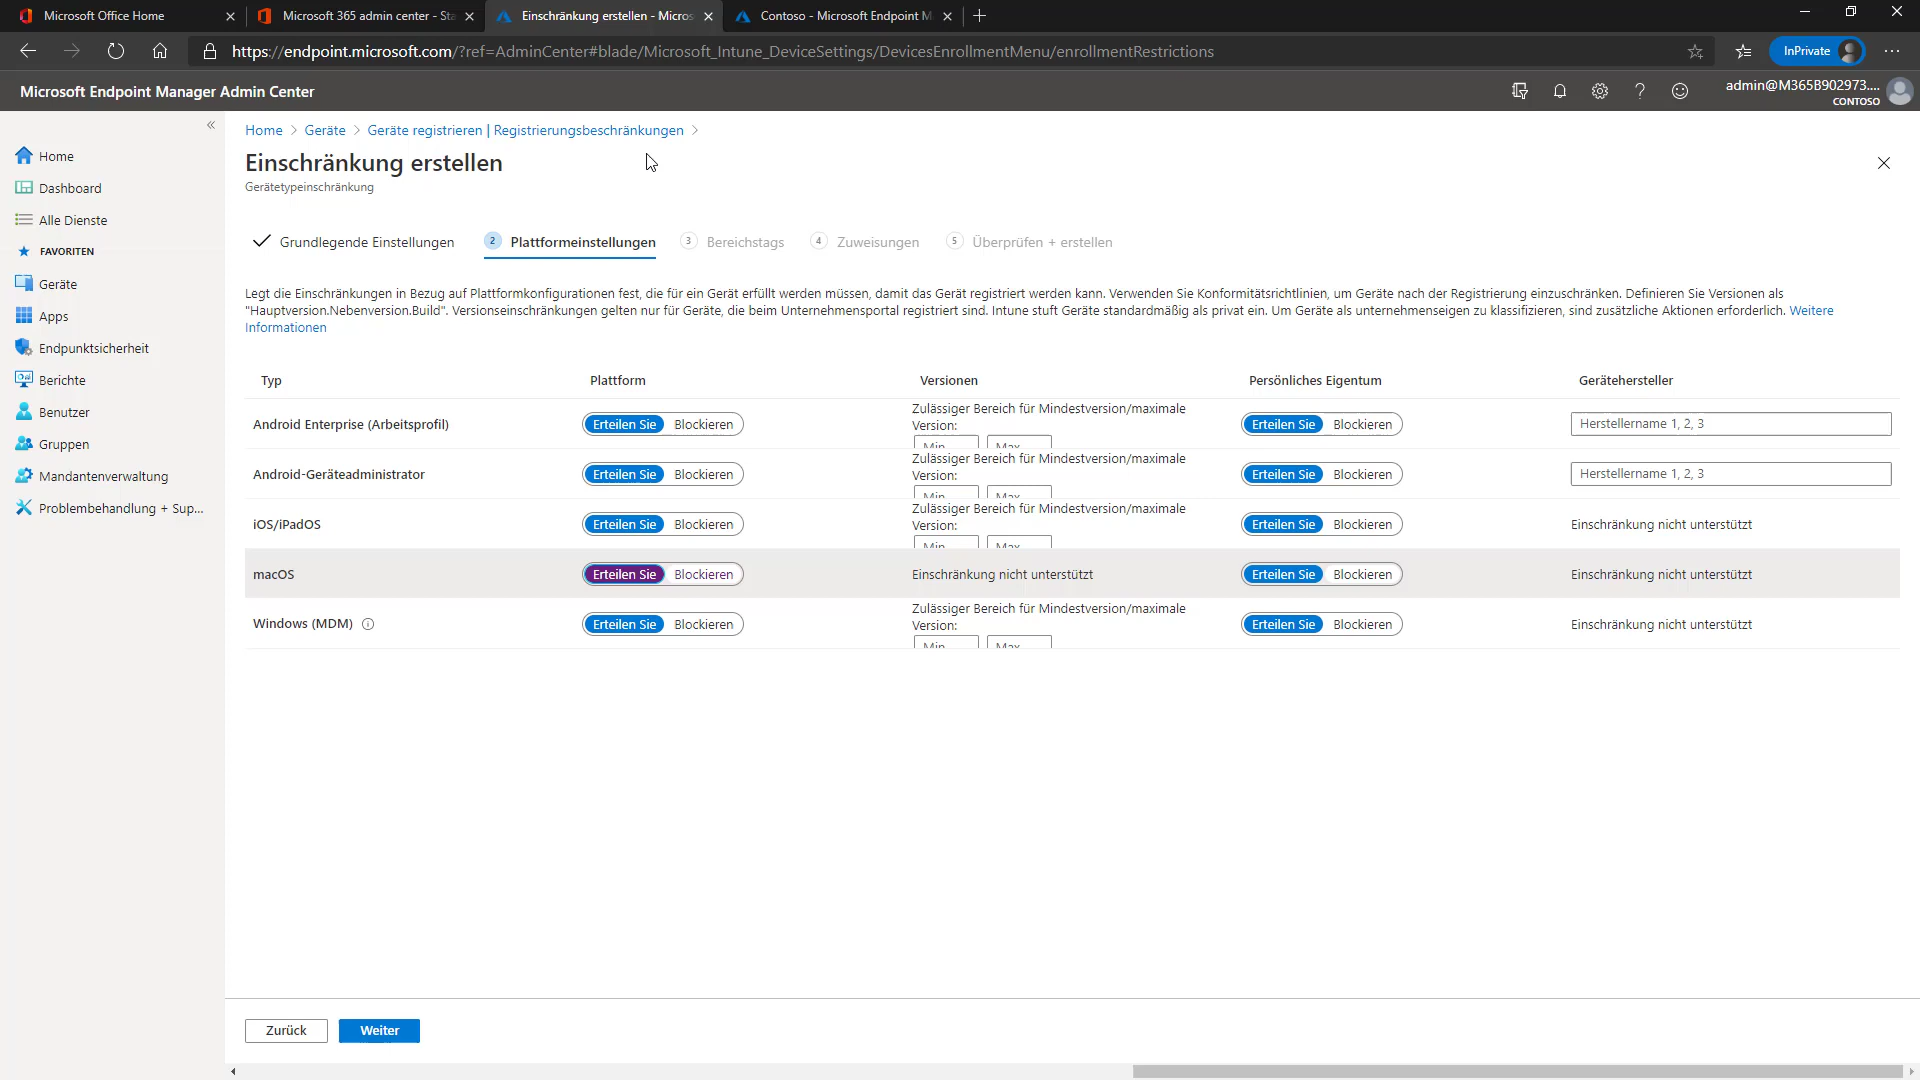 Microsoft Office Home
Microsoft 365 admin center - Sta
Einschränkung erstellen - Micros
Contoso - Microsoft Endpoint M
https://endpoint.microsoft.com/?ref=AdminCenter#blade/Microsoft_Intune_DeviceSettings/DevicesEnrollmentMenu/enrollmentRestrictions
InPrivate
Microsoft Endpoint Manager Admin Center
admin@M365B902973....
CONTOSO
Home
Dashboard
Alle Dienste
FAVORITEN
Geräte
Apps
Endpunktsicherheit
Berichte
Benutzer
Gruppen
Mandantenverwaltung
Problembehandlung + Sup...
Home > Geräte > Geräte registrieren | Registrierungsbeschränkungen >
Einschränkung erstellen
Gerätetypeinschränkung
Grundlegende Einstellungen
2 Plattformeinstellungen
3 Bereichstags
4 Zuweisungen
5 Überprüfen + erstellen
Legt die Einschränkungen in Bezug auf Plattformkonfigurationen fest, die für ein Gerät erfüllt werden müssen, damit das Gerät registriert werden kann. Verwenden Sie Konformitätsrichtlinien, um Geräte nach der Registrierung einzuschränken. Definieren Sie Versionen als
"Hauptversion.Nebenversion.Build". Versionseinschränkungen gelten nur für Geräte, die beim Unternehmensportal registriert sind. Intune stuft Geräte standardmäßig als privat ein. Um Geräte als unternehmenseigen zu klassifizieren, sind zusätzliche Aktionen erforderlich. Weitere
Informationen
Typ Plattform Versionen Persönliches Eigentum Gerätehersteller
Android Enterprise (Arbeitsprofil)
Erteilen Sie Blockieren
Zulässiger Bereich für Mindestversion/maximale
Version:
Min Max
Erteilen Sie Blockieren
Herstellername 1, 2, 3
Android-Geräteadministrator
Erteilen Sie Blockieren
Zulässiger Bereich für Mindestversion/maximale
Version:
Min Max
Erteilen Sie Blockieren
Herstellername 1, 2, 3
iOS/iPadOS
Erteilen Sie Blockieren
Zulässiger Bereich für Mindestversion/maximale
Version:
Min Max
Erteilen Sie Blockieren
Einschränkung nicht unterstützt
macOS
Erteilen Sie Blockieren
Einschränkung nicht unterstützt
Erteilen Sie Blockieren
Einschränkung nicht unterstützt
Windows (MDM)
Erteilen Sie Blockieren
Zulässiger Bereich für Mindestversion/maximale
Version:
Min Max
Erteilen Sie Blockieren
Einschränkung nicht unterstützt
Zurück
Weiter